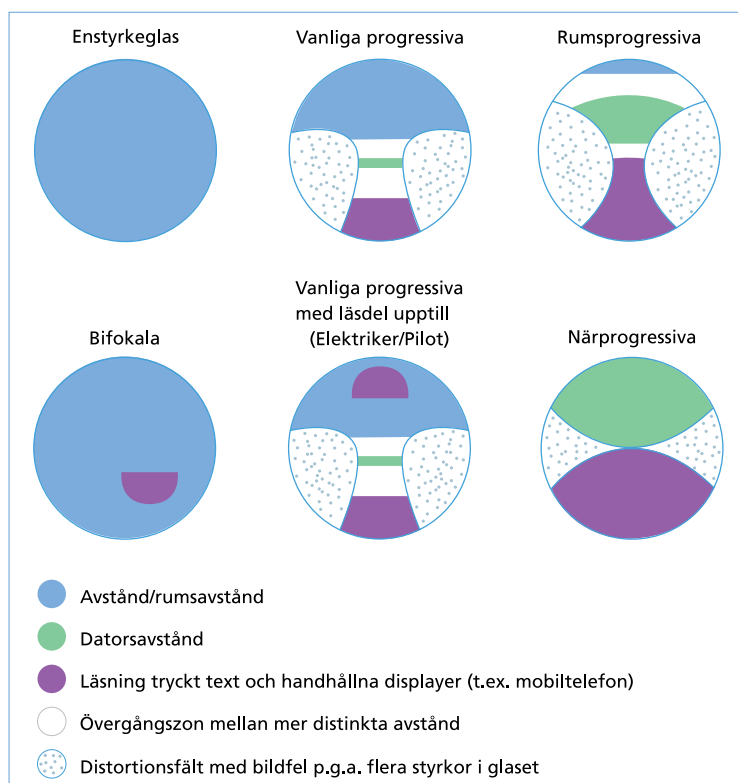 Enstyrkeglas
Vanliga progressiva
Rumsprogressiva
Bifokala
Vanliga progressiva
med läsdel upptill
(Elektriker/Pilot)
Närprogressiva
Avstånd/rumsavstånd
Datorsavstånd
Läsning tryckt text och handhållna displayer (t.ex. mobiltelefon)
Övergångszon mellan mer distinkta avstånd
Distortionsfält med bildfel p.g.a. flera styrkor i glaset